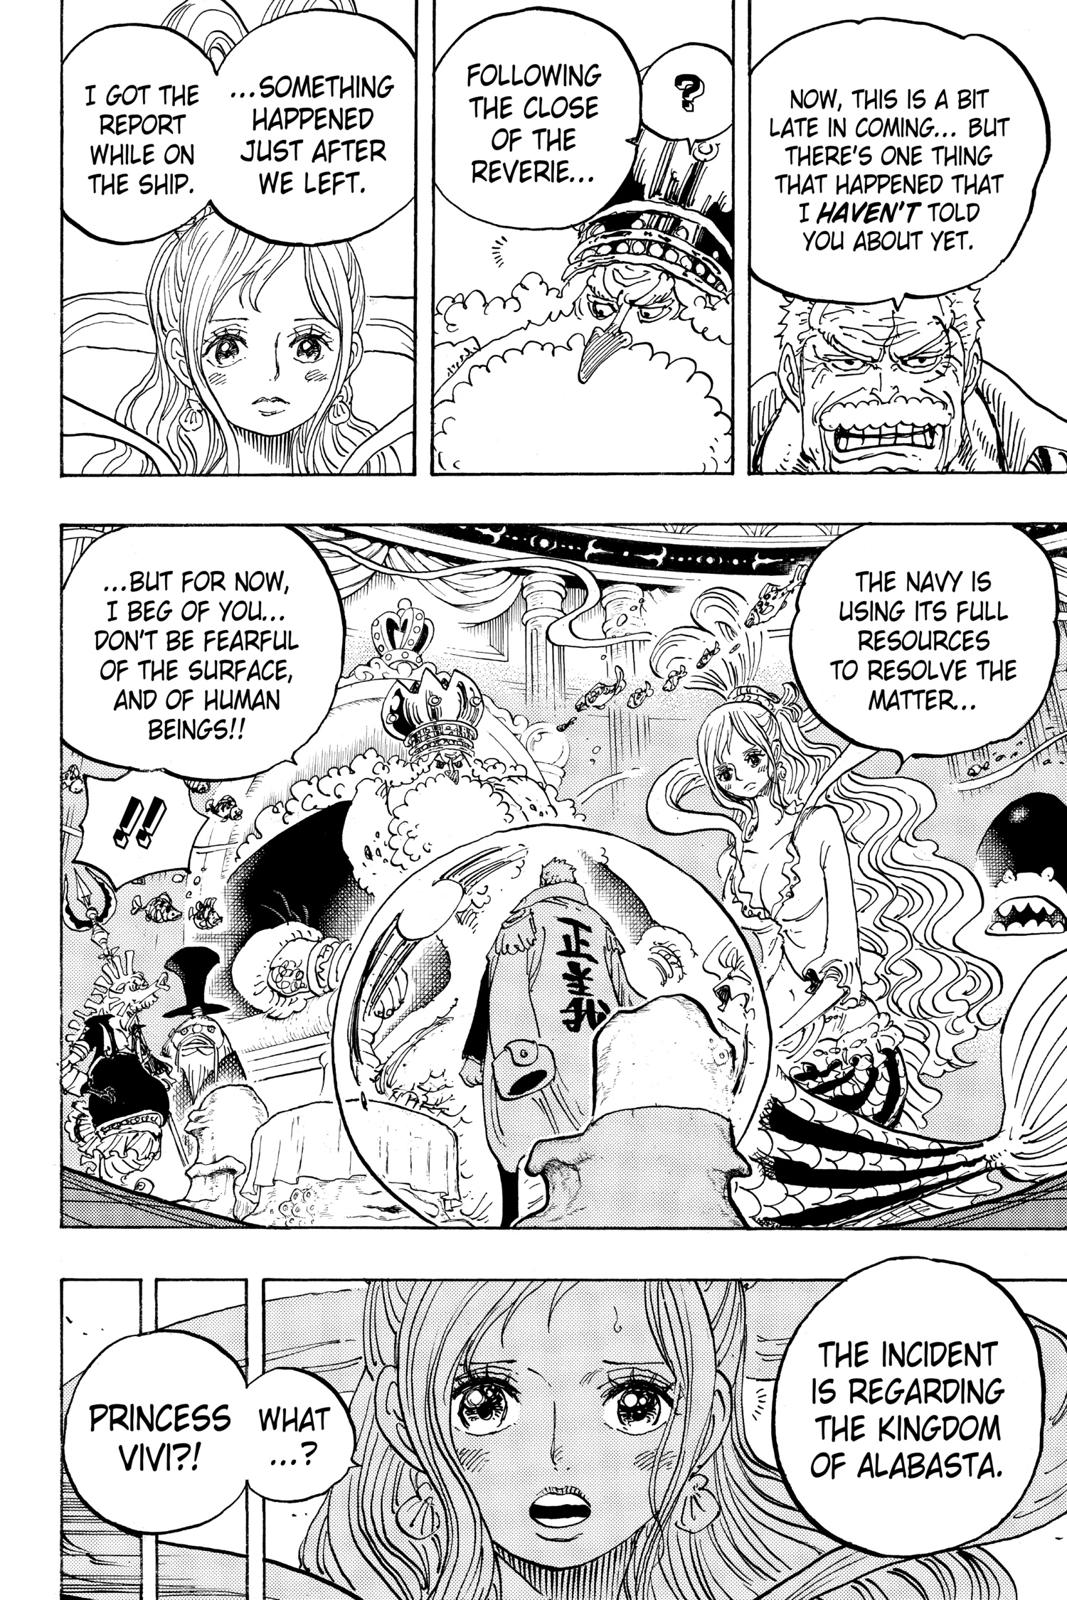 NOW, THIS IS A BIT
LATE IN COMING... BUT
THERE'S ONE THING
THAT HAPPENED THAT
I HAVEN'T TOLD
YOU ABOUT YET.
?
FOLLOWING
THE CLOSE
OF THE
REVERIE...
...SOMETHING
HAPPENED
JUST AFTER
WE LEFT.
I GOT THE
REPORT
WHILE ON
THE SHIP.
THE NAVY IS
USING ITS FULL
RESOURCES
TO RESOLVE THE
MATTER...
...BUT FOR NOW,
I BEG OF YOU...
DON'T BE FEARFUL
OF THE SURFACE,
AND OF HUMAN
BEINGS!!
!!
正義
THE INCIDENT
IS REGARDING
THE KINGDOM
OF ALABASTA.
WHAT
...?
PRINCESS
VIVI?!